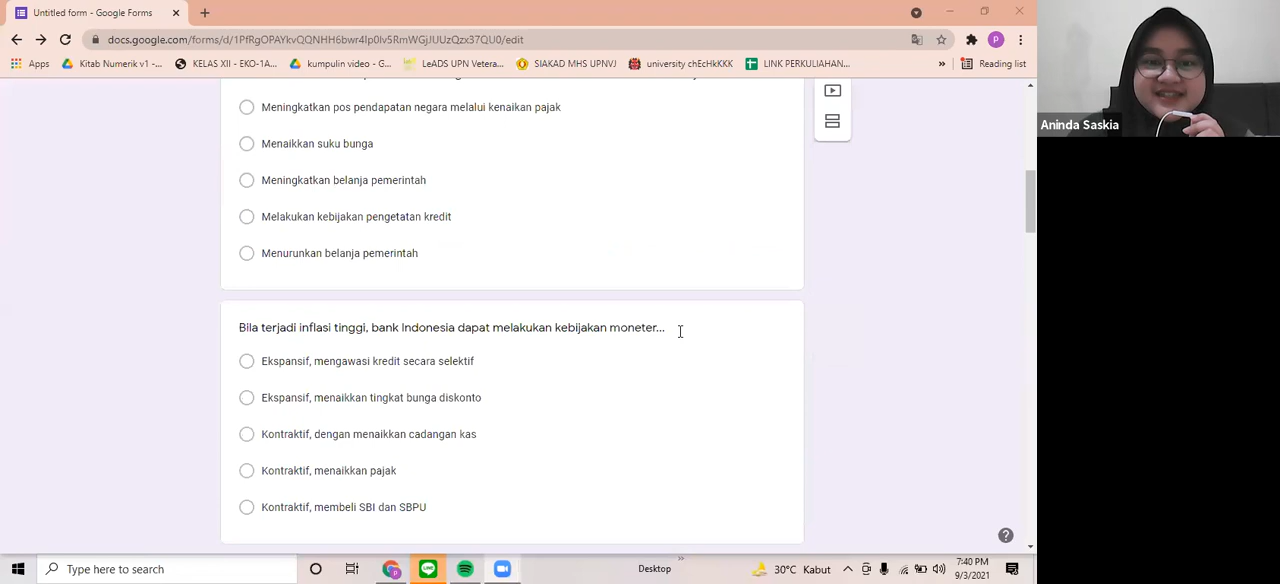 Untitled form - Google Forms
docs.google.com/forms/d/1PfRgOPAYkvQQNHH6bwr4Ip0lv5RmWGjJUUzQzx37QU0/edit
P
Apps
Kitab Numerik v1 -...
KELAS XII - EKO-1A...
kumpulin video - G...
LeADS UPN Vetera...
SIAKAD MHS UPNVJ
university chEcHkKKK
LINK PERKULIAHAN...
»
Reading list
Aninda Saskia
Meningkatkan pos pendapatan negara melalui kenaikan pajak
Menaikkan suku bunga
Meningkatkan belanja pemerintah
Melakukan kebijakan pengetatan kredit
Menurunkan belanja pemerintah
Bila terjadi inflasi tinggi, bank Indonesia dapat melakukan kebijakan moneter...
Ekspansif, mengawasi kredit secara selektif
Ekspansif, menaikkan tingkat bunga diskonto
Kontraktif, dengan menaikkan cadangan kas
Kontraktif, menaikkan pajak
Kontraktif, membeli SBI dan SBPU
Type here to search
Desktop
»
30°C Kabut
7:40 PM
9/3/2021